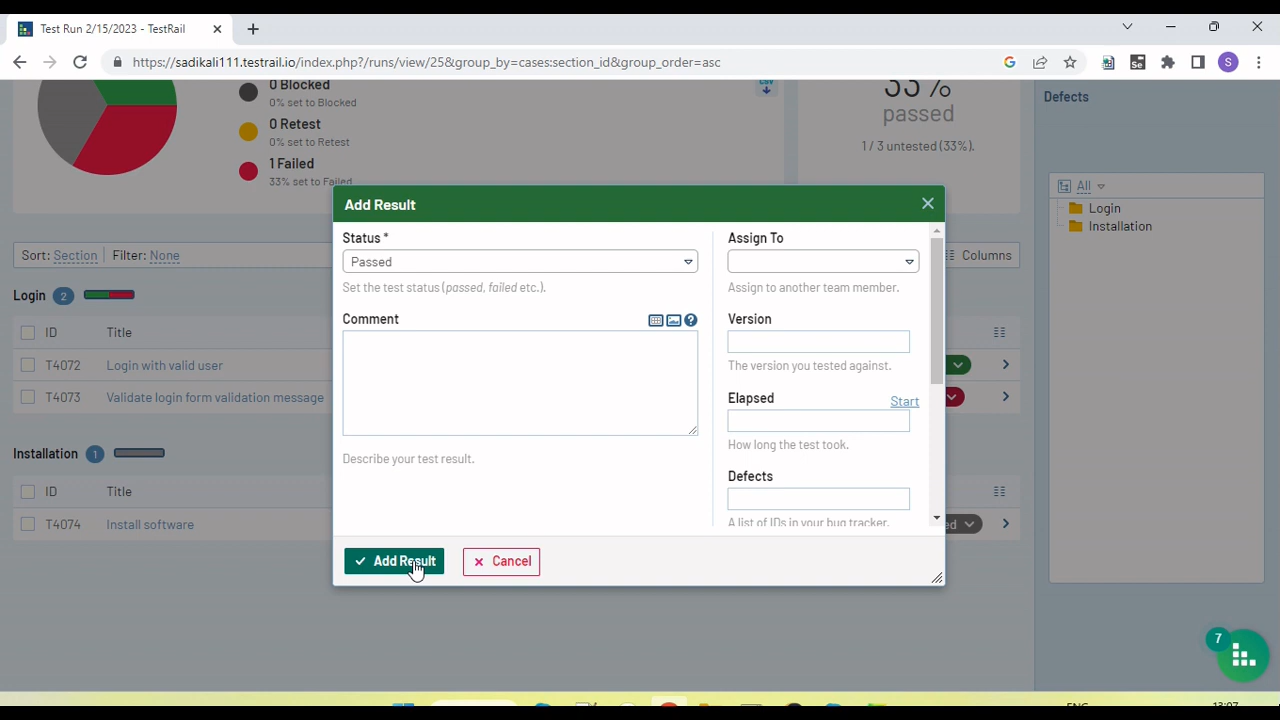 Test Run 2/15/2023 - TestRail
https://sadikali111.testrail.io/index.php?/runs/view/25&group_by=cases:section_id&group_order=asc
S
0 Blocked
0% set to Blocked
0 Retest
0% set to Retest
1 Failed
33% set to Failed
CSV
33 %
passed
1 / 3 untested (33%).
Defects
All
Login
Installation
Sort: Section Filter: None
Columns
Login 2
ID Title
T4072 Login with valid user
T4073 Validate login form validation message
Installation 1
ID Title
T4074 Install software
ed
Add Result
Status *
Passed
Set the test status (passed, failed etc.).
Comment
Describe your test result.
Assign To
Assign to another team member.
Version
The version you tested against.
Elapsed Start
How long the test took.
Defects
A list of IDs in your bug tracker.
Add Result
Cancel
7